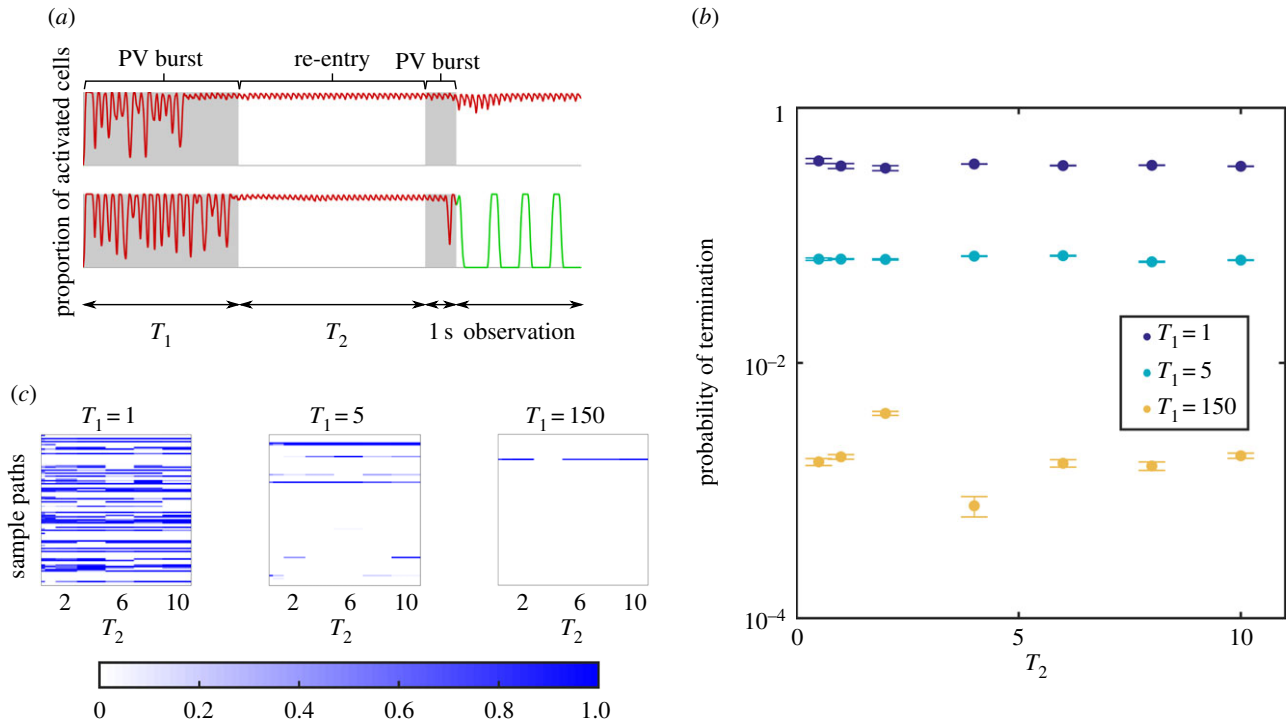 (a)
PV burst
re-entry
PV burst
proportion of activated cells
T1
T2
1 s
observation
(b)
probability of termination
1
10−2
10−4
0
5
10
T2
T1 = 1
T1 = 5
T1 = 150
(c)
T1 = 1
T1 = 5
T1 = 150
sample paths
2 6 10
2 6 10
2 6 10
T2
T2
T2
0 0.2 0.4 0.6 0.8 1.0